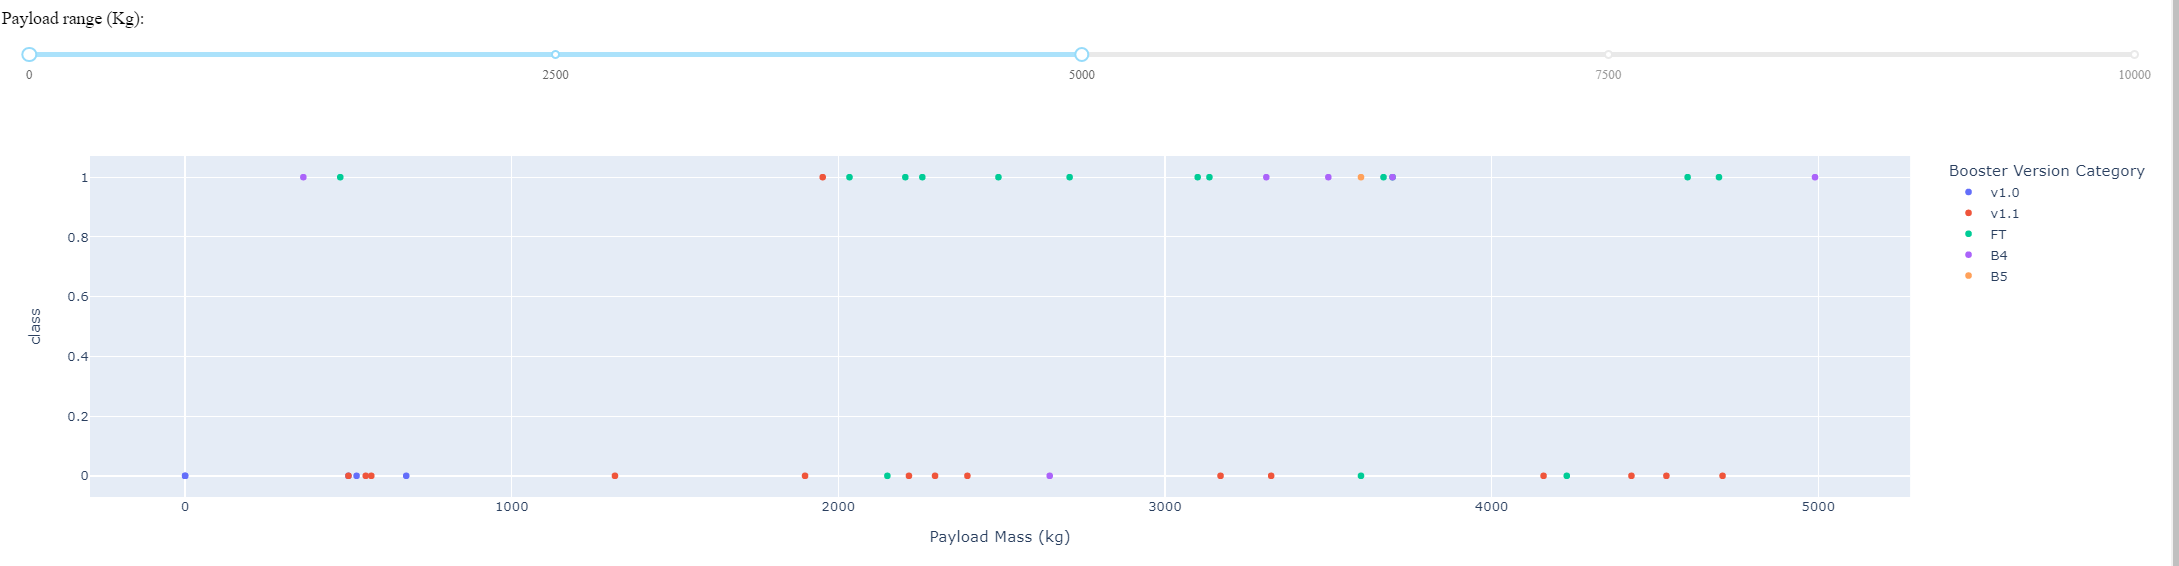 Payload range (Kg):
0 2500 5000 7500 10000
Booster Version Category
v1.0
v1.1
FT
B4
B5
1
0.8
0.6
0.4
0.2
0
class
0 1000 2000 3000 4000 5000
Payload Mass (kg)